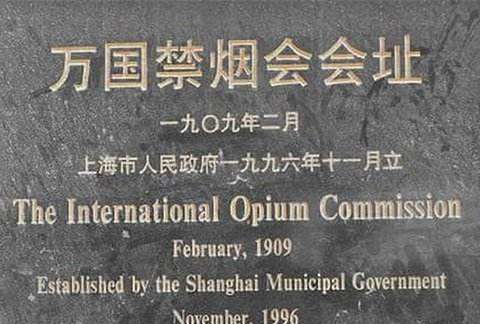 万国禁烟会会址
一九〇九年二月
上海市人民政府一九九六年十一月立
The International Opium Commission
February, 1909
Established by the Shanghai Municipal Government
November, 1996